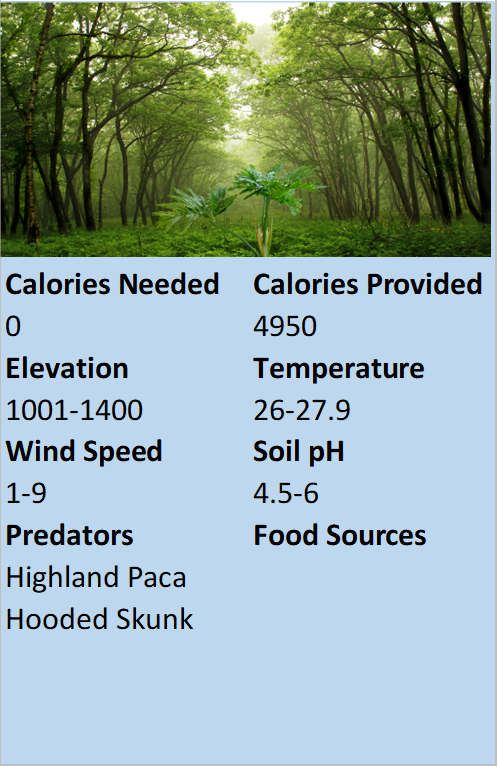 Calories Needed Calories Provided
0 4950
Elevation Temperature
1001-1400 26-27.9
Wind Speed Soil pH
1-9 4.5-6
Predators Food Sources
Highland Paca
Hooded Skunk